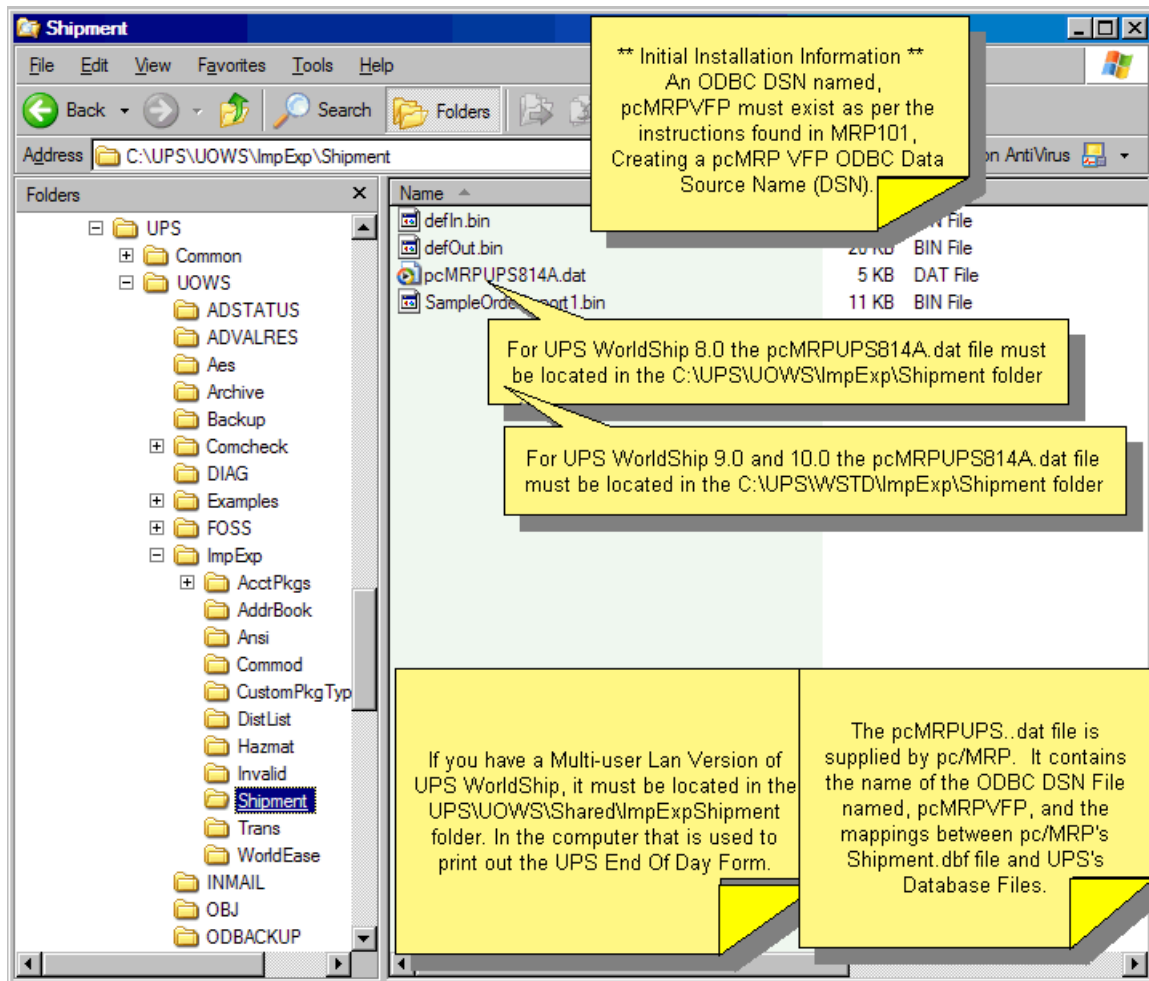 Shipment
File Edit View Favorites Tools Help
Back Search Folders
Address C:\UPS\UOWS\ImpExp\Shipment
on AntiVirus
** Initial Installation Information **
An ODBC DSN named,
pcMRPVFP must exist as per the
instructions found in MRP101,
Creating a pcMRP VFP ODBC Data
Source Name (DSN).
Folders
UPS
Common
UOWS
ADSTATUS
ADVALRES
Aes
Archive
Backup
Comcheck
DIAG
Examples
FOSS
ImpExp
AcctPkgs
AddrBook
Ansi
Commod
CustomPkgTyp
DistList
Hazmat
Invalid
Shipment
Trans
WorldEase
INMAIL
OBJ
ODBACKUP
Name
defIn.bin File
defOut.bin 20 KB BIN File
pcMRPUPS814A.dat 5 KB DAT File
SampleOrde port1.bin 11 KB BIN File
For UPS WorldShip 8.0 the pcMRPUPS814A.dat file must
be located in the C:\UPS\UOWS\ImpExp\Shipment folder
For UPS WorldShip 9.0 and 10.0 the pcMRPUPS814A.dat file
must be located in the C:\UPS\WSTD\ImpExp\Shipment folder
If you have a Multi-user Lan Version of
UPS WorldShip, it must be located in the
UPS\UOWS\Shared\ImpExpShipment
folder. In the computer that is used to
print out the UPS End Of Day Form.
The pcMRPUPS..dat file is
supplied by pc/MRP. It contains
the name of the ODBC DSN File
named, pcMRPVFP, and the
mappings between pc/MRP's
Shipment.dbf file and UPS's
Database Files.